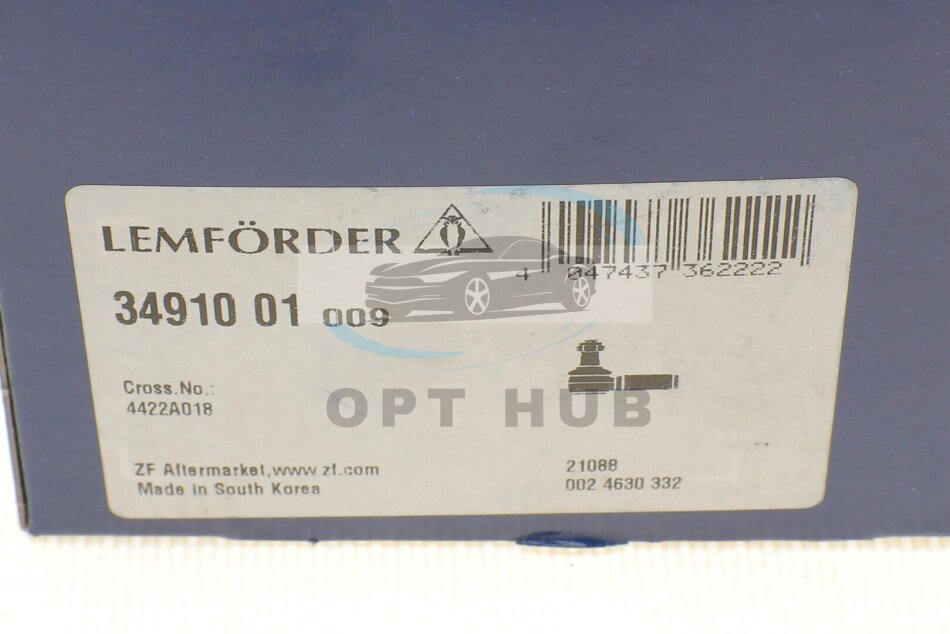 LEMFÖRDER
4 047437 362222
34910 01 009
OPT HUB
Cross.No.:
4422A018
ZF Aftermarket,www zf.com
Made in South Korea
21088
002 4630 332